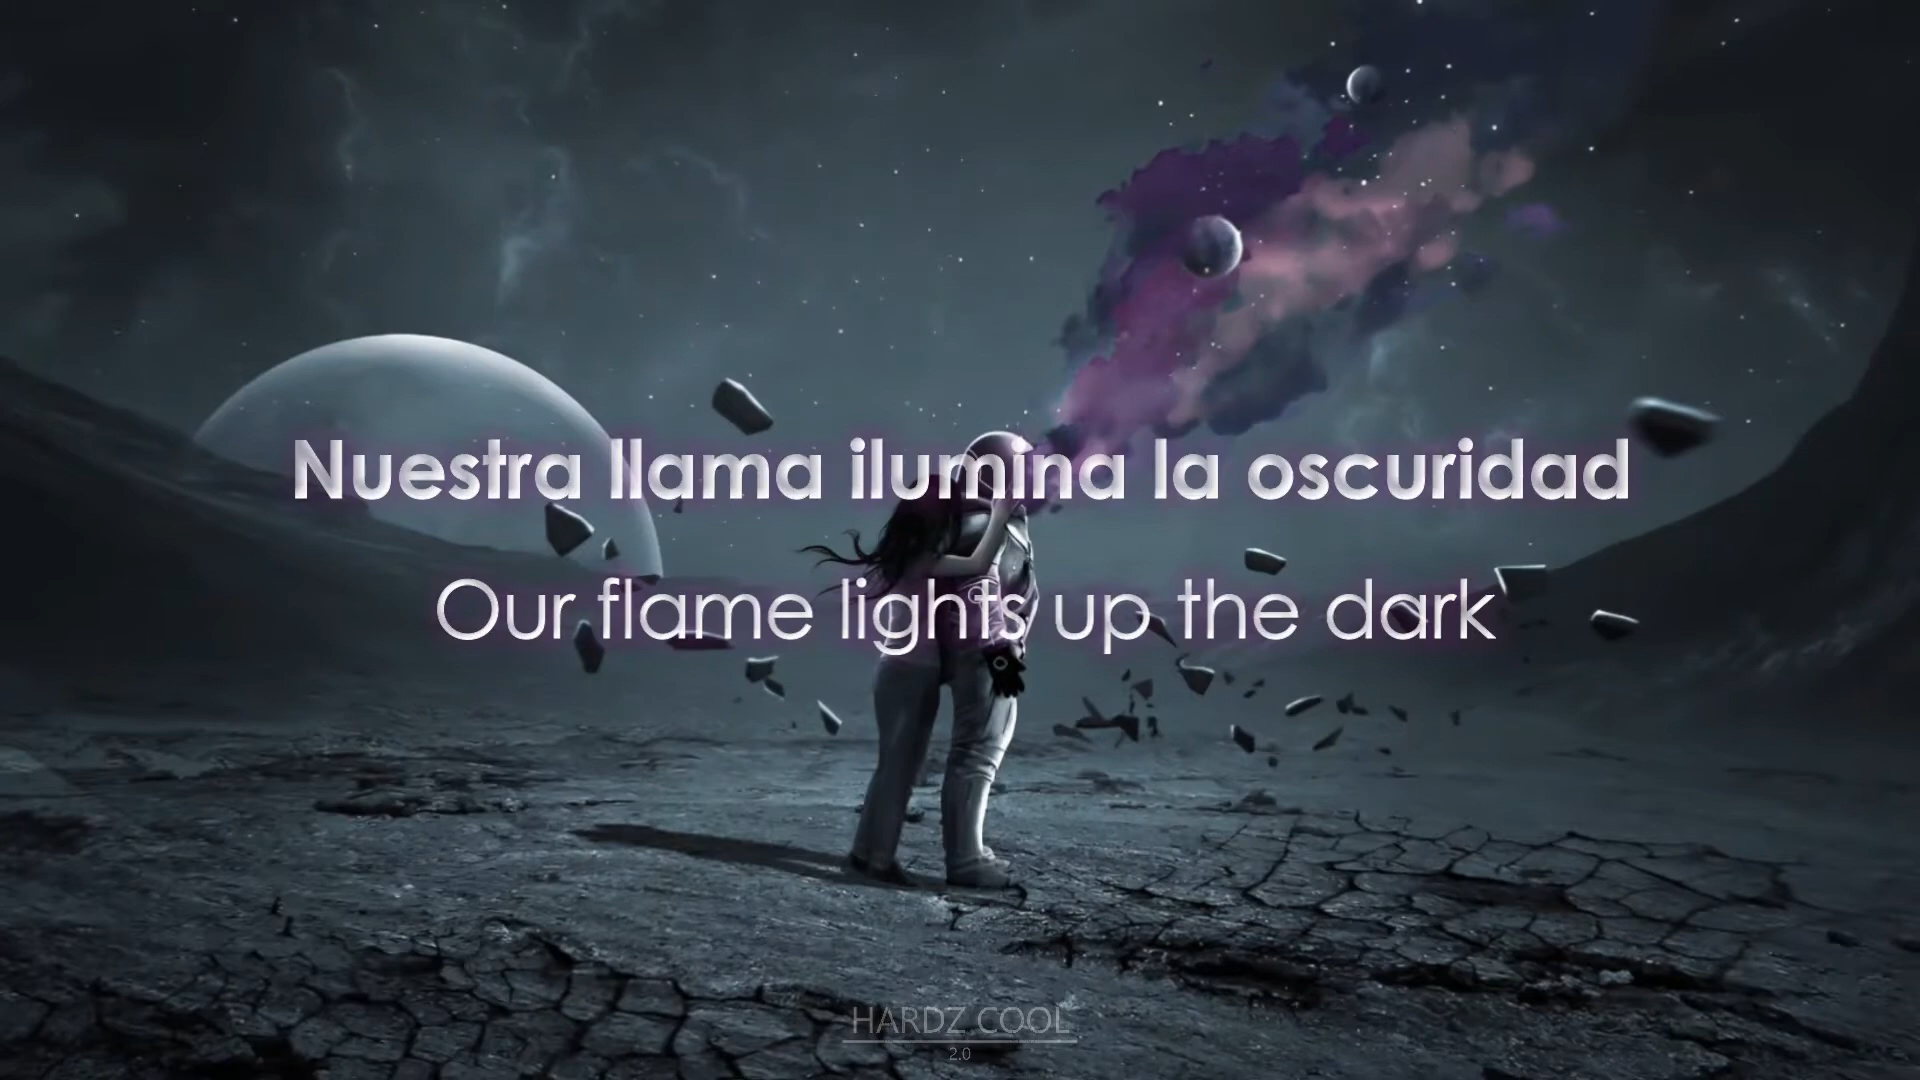 Nuestra llama ilumina la oscuridad
Our flame lights up the dark
HARDZ COOL
2.0